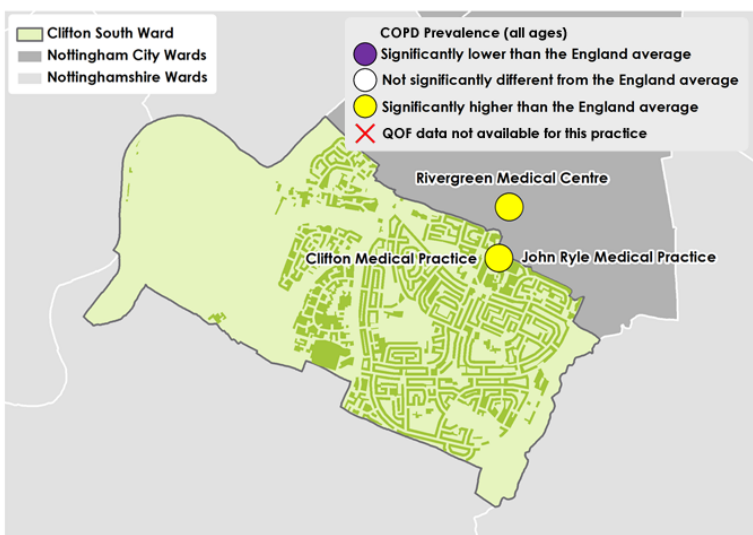 Clifton South Ward
Nottingham City Wards
Nottinghamshire Wards
COPD Prevalence (all ages)
Significantly lower than the England average
Not significantly different from the England average
Significantly higher than the England average
QOF data not available for this practice
Rivergreen Medical Centre
Clifton Medical Practice
John Ryle Medical Practice